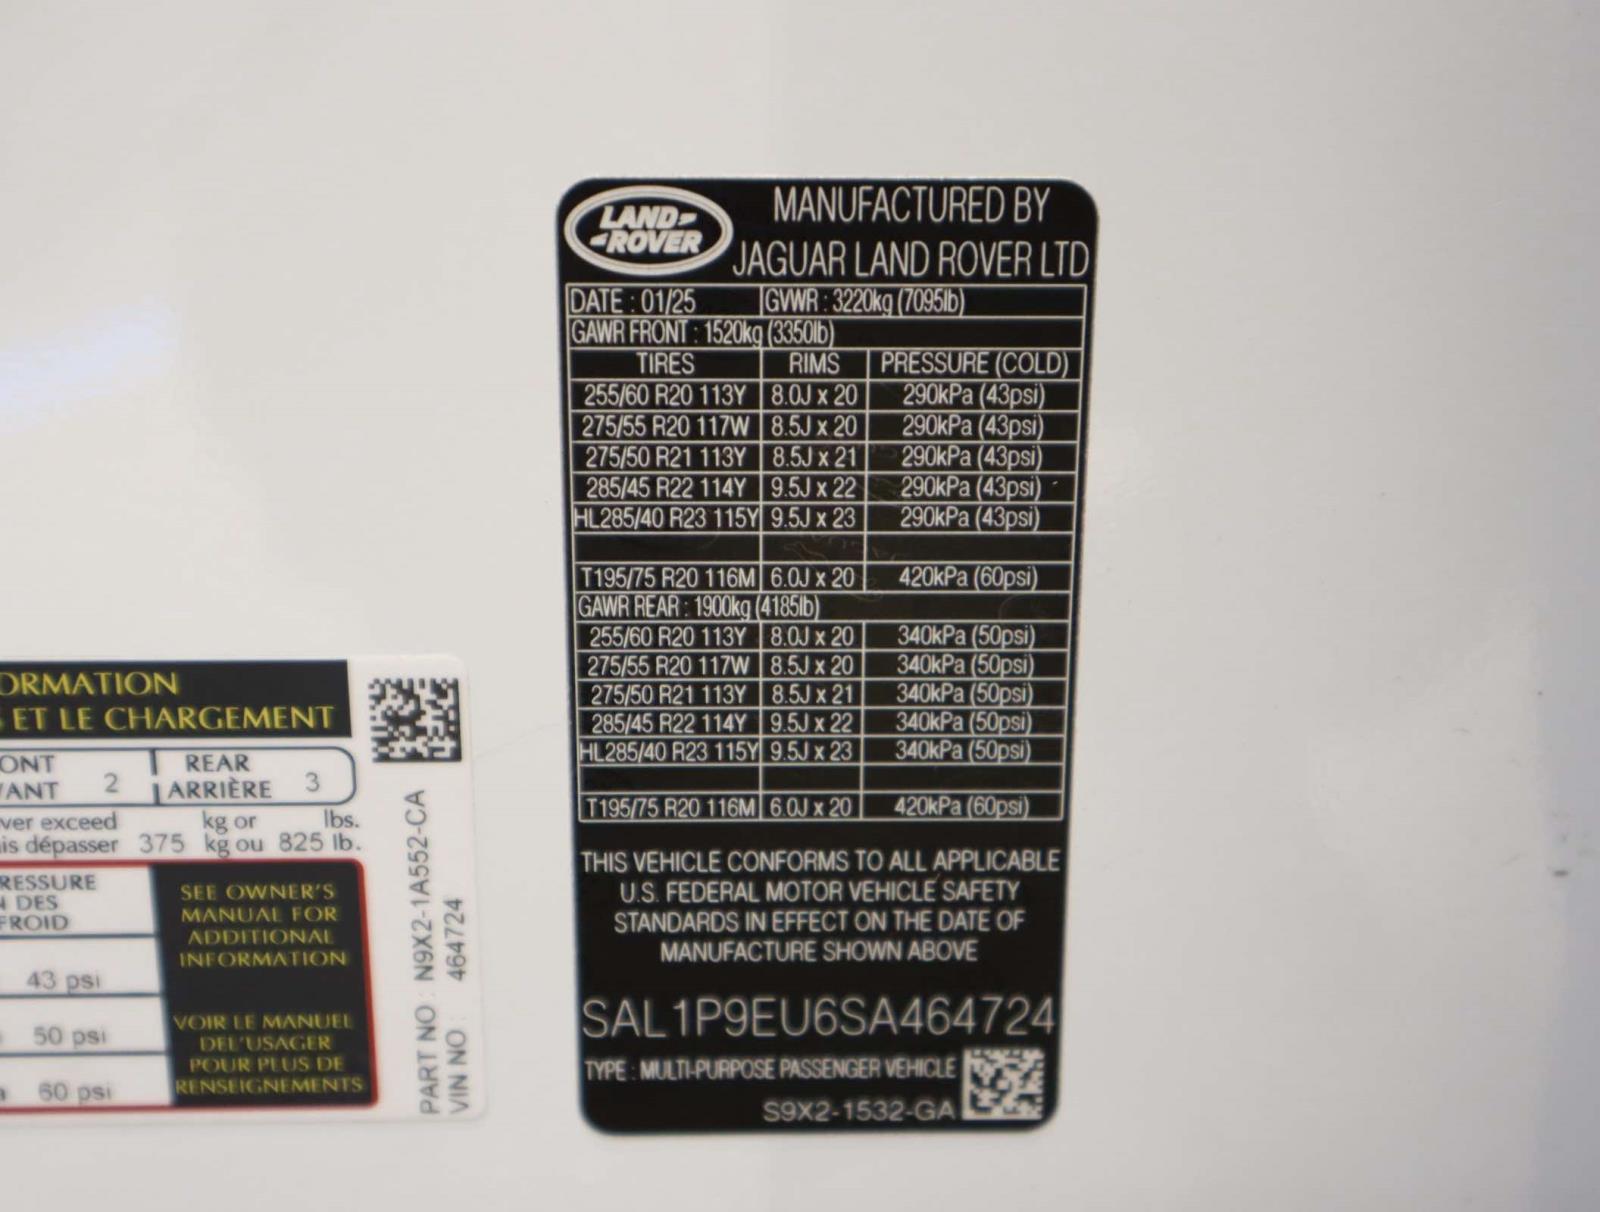 LAND-
-ROVER
MANUFACTURED BY
JAGUAR LAND ROVER LTD
DATE : 01/25 GVWR : 3220kg (7095lb)
GAWR FRONT : 1520kg (3350lb)
TIRES RIMS PRESSURE (COLD)
255/60 R20 113Y 8.0J x 20 290kPa (43psi)
275/55 R20 117W 8.5J x 20 290kPa (43psi)
275/50 R21 113Y 8.5J x 21 290kPa (43psi)
285/45 R22 114Y 9.5J x 22 290kPa (43psi)
HL285/40 R23 115Y 9.5J x 23 290kPa (43psi)
T195/75 R20 116M 6.0J x 20 420kPa (60psi)
GAWR REAR : 1900kg (4185lb)
255/60 R20 113Y 8.0J x 20 340kPa (50psi)
275/55 R20 117W 8.5J x 20 340kPa (50psi)
275/50 R21 113Y 8.5J x 21 340kPa (50psi)
285/45 R22 114Y 9.5J x 22 340kPa (50psi)
HL285/40 R23 115Y 9.5J x 23 340kPa (50psi)
T195/75 R20 116M 6.0J x 20 420kPa (60psi)
THIS VEHICLE CONFORMS TO ALL APPLICABLE
U.S. FEDERAL MOTOR VEHICLE SAFETY
STANDARDS IN EFFECT ON THE DATE OF
MANUFACTURE SHOWN ABOVE
SAL1P9EU6SA464724
TYPE : MULTI-PURPOSE PASSENGER VEHICLE
S9X2-1532-GA
ORMATION
S ET LE CHARGEMENT
ONT 2 REAR
VANT ARRIÈRE 3
ver exceed kg or lbs.
is dépasser 375 kg ou 825 lb.
RESSURE
N DES
FROID
43 psi
50 psi
a 60 psi
SEE OWNER'S
MANUAL FOR
ADDITIONAL
INFORMATION
VOIR LE MANUEL
DEL'USAGER
POUR PLUS DE
RENSEIGNEMENTS
PART NO : N9X2-1A552-CA
VIN NO : 464724